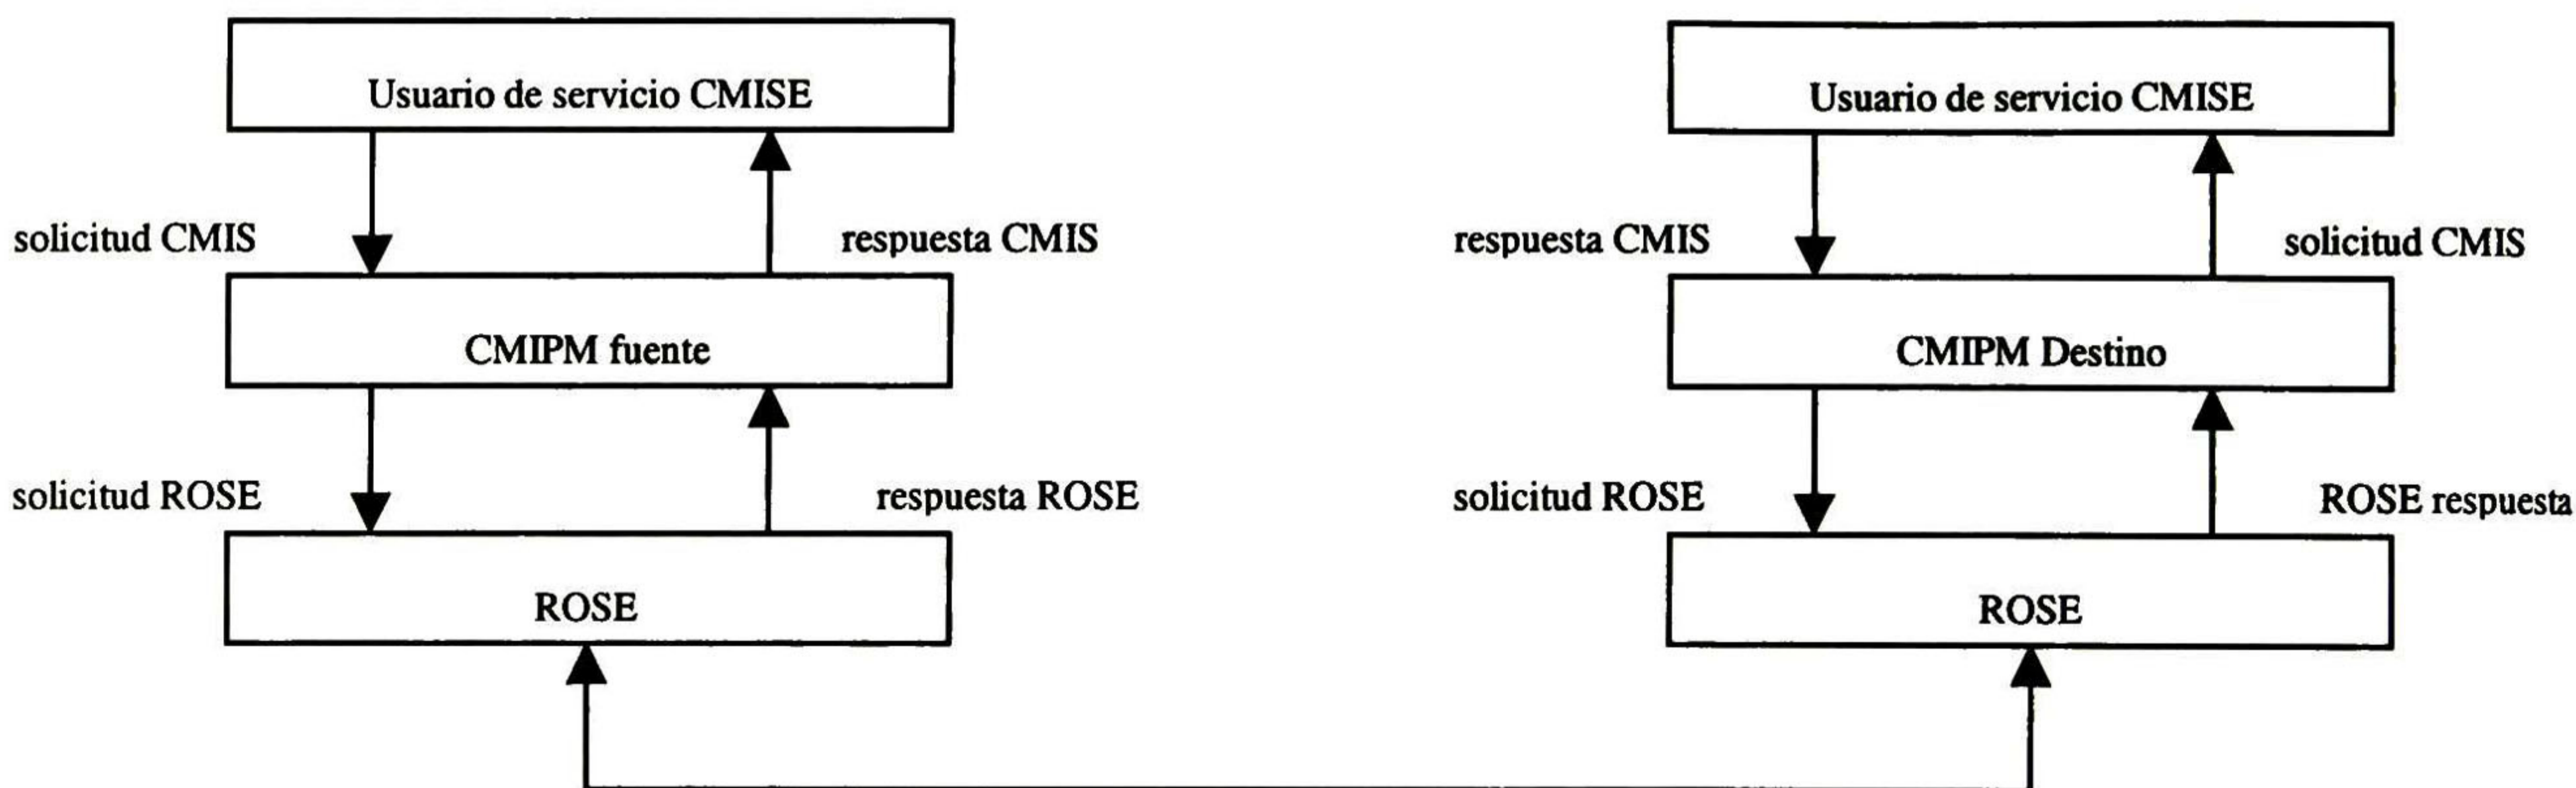 Usuario de servicio CMISE
Usuario de servicio CMISE
solicitud CMIS
respuesta CMIS
respuesta CMIS
solicitud CMIS
CMIPM fuente
CMIPM Destino
solicitud ROSE
respuesta ROSE
solicitud ROSE
ROSE respuesta
ROSE
ROSE